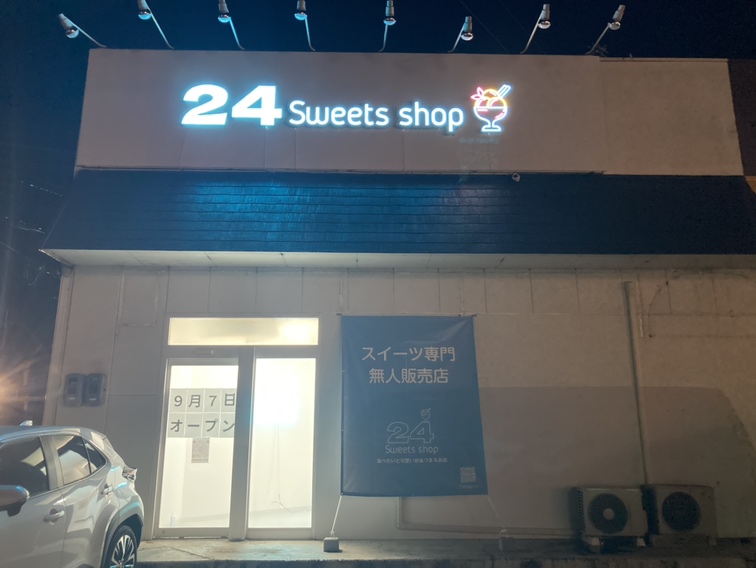 24 Sweets shop
9月7日
オープン
スイーツ専門
無人販売店
24
Sweets shop